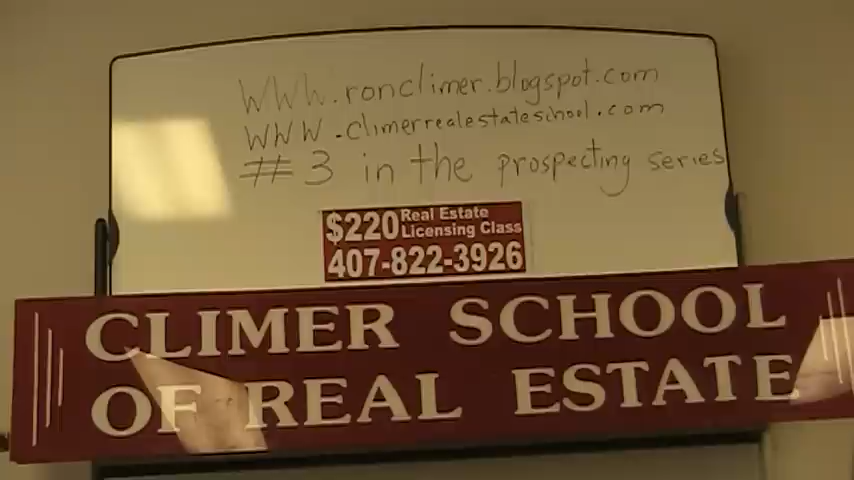 WWW.ronclimer.blogspot.com
WWW.climerrealestateschool.com
#3 in the prospecting series
$220 Real Estate Licensing Class
407-822-3926
CLIMER SCHOOL
OF REAL ESTATE